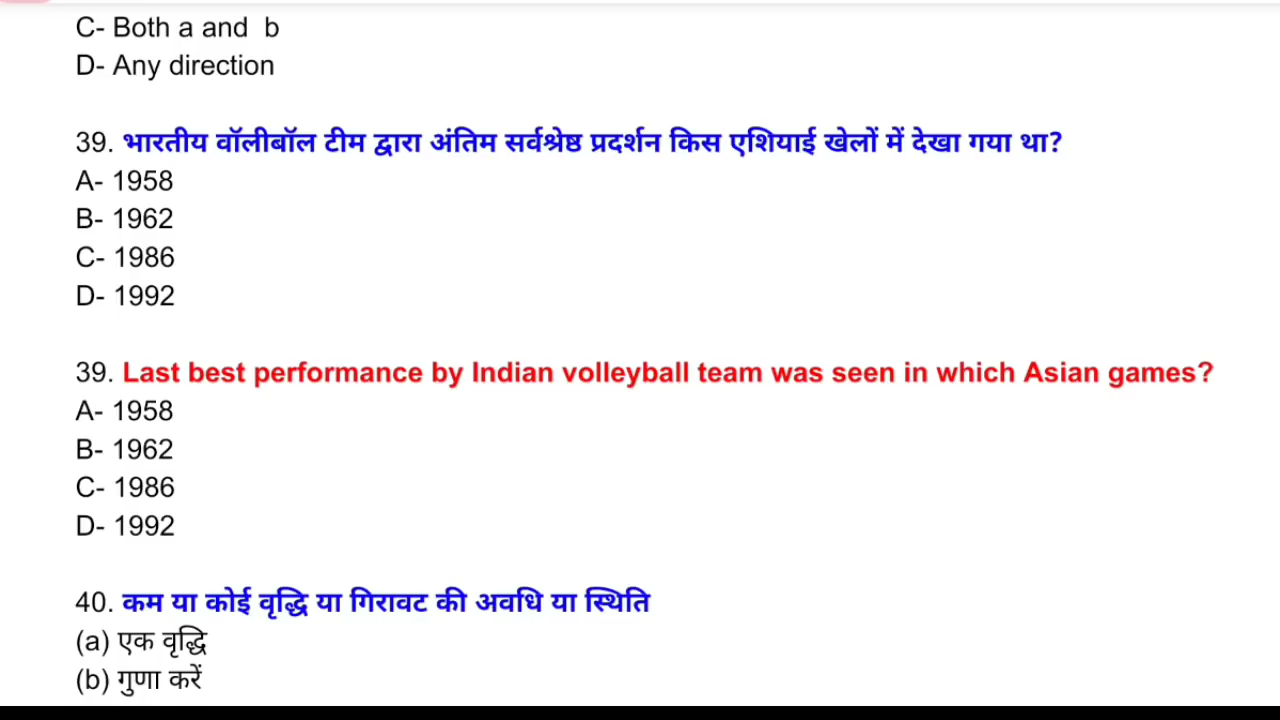 C- Both a and b
D- Any direction
39. भारतीय वॉलीबॉल टीम द्वारा अंतिम सर्वश्रेष्ठ प्रदर्शन किस एशियाई खेलों में देखा गया था?
A- 1958
B- 1962
C- 1986
D- 1992
39. Last best performance by Indian volleyball team was seen in which Asian games?
A- 1958
B- 1962
C- 1986
D- 1992
40. कम या कोई वृद्धि या गिरावट की अवधि या स्थिति
(a) एक वृद्धि
(b) गुणा करें